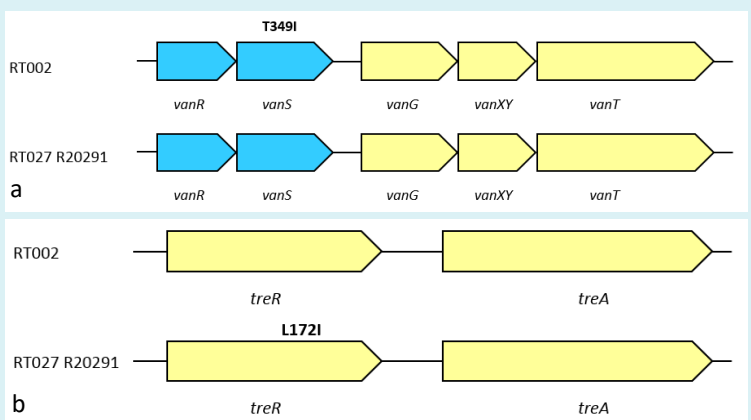 T349I
RT002
vanR vanS vanG vanXY vanT
RT027 R20291
vanR vanS vanG vanXY vanT
a
RT002
treR treA
L172I
RT027 R20291
treR treA
b